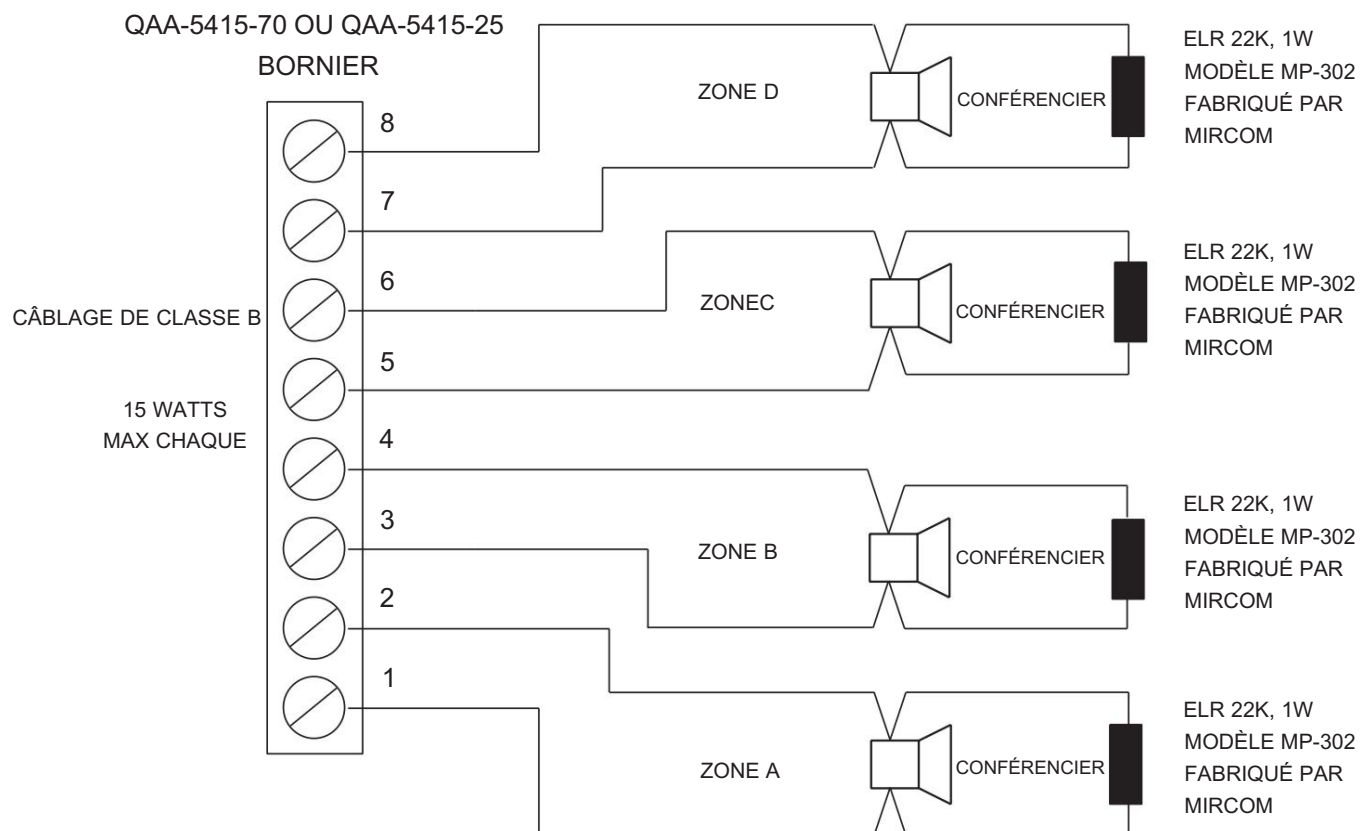 QAA-5415-70 OU QAA-5415-25
BORNIER
8
7
6
5
4
3
2
1
CÂBLAGE DE CLASSE B
15 WATTS
MAX CHAQUE
ZONE D
CONFÉRENCIER
ELR 22K, 1W
MODÈLE MP-302
FABRIQUÉ PAR
MIRCOM
ZONEC
CONFÉRENCIER
ELR 22K, 1W
MODÈLE MP-302
FABRIQUÉ PAR
MIRCOM
ZONE B
CONFÉRENCIER
ELR 22K, 1W
MODÈLE MP-302
FABRIQUÉ PAR
MIRCOM
ZONE A
CONFÉRENCIER
ELR 22K, 1W
MODÈLE MP-302
FABRIQUÉ PAR
MIRCOM